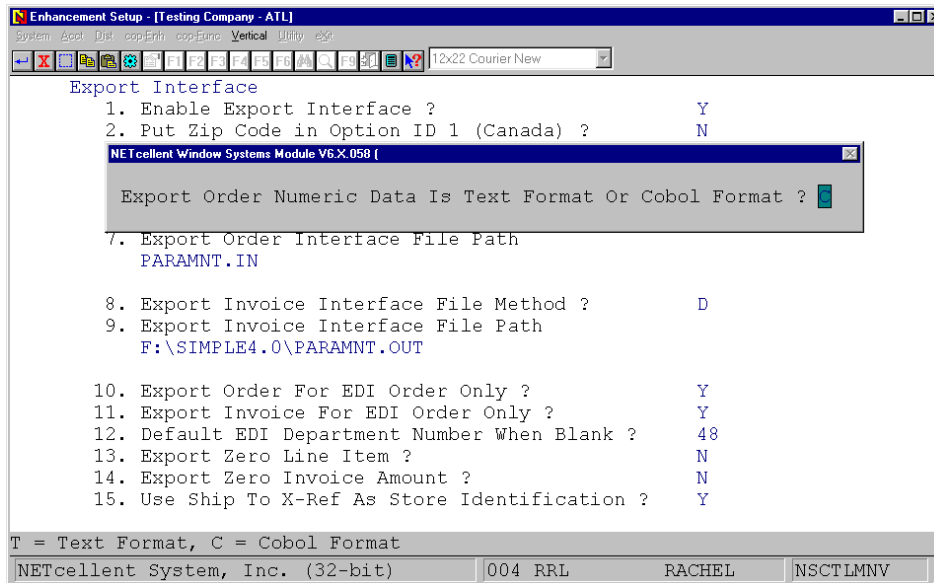 Enhancement Setup - [Testing Company - ATL]
System Acct Dist cop-Enh cop-Func Vertical Utility eXit
X F1 F2 F3 F4 F5 F6 F9 12x22 Courier New
Export Interface
1. Enable Export Interface ? Y
2. Put Zip Code in Option ID 1 (Canada) ? N
NETcellent Window Systems Module V6.X.058 (
Export Order Numeric Data Is Text Format Or Cobol Format ? C
7. Export Order Interface File Path
PARAMNT.IN
8. Export Invoice Interface File Method ? D
9. Export Invoice Interface File Path
F:\SIMPLE4.0\PARAMNT.OUT
10. Export Order For EDI Order Only ? Y
11. Export Invoice For EDI Order Only ? Y
12. Default EDI Department Number When Blank ? 48
13. Export Zero Line Item ? N
14. Export Zero Invoice Amount ? N
15. Use Ship To X-Ref As Store Identification ? Y
T = Text Format, C = Cobol Format
NETcellent System, Inc. (32-bit) 004 RRL RACHEL NSCTLMNV